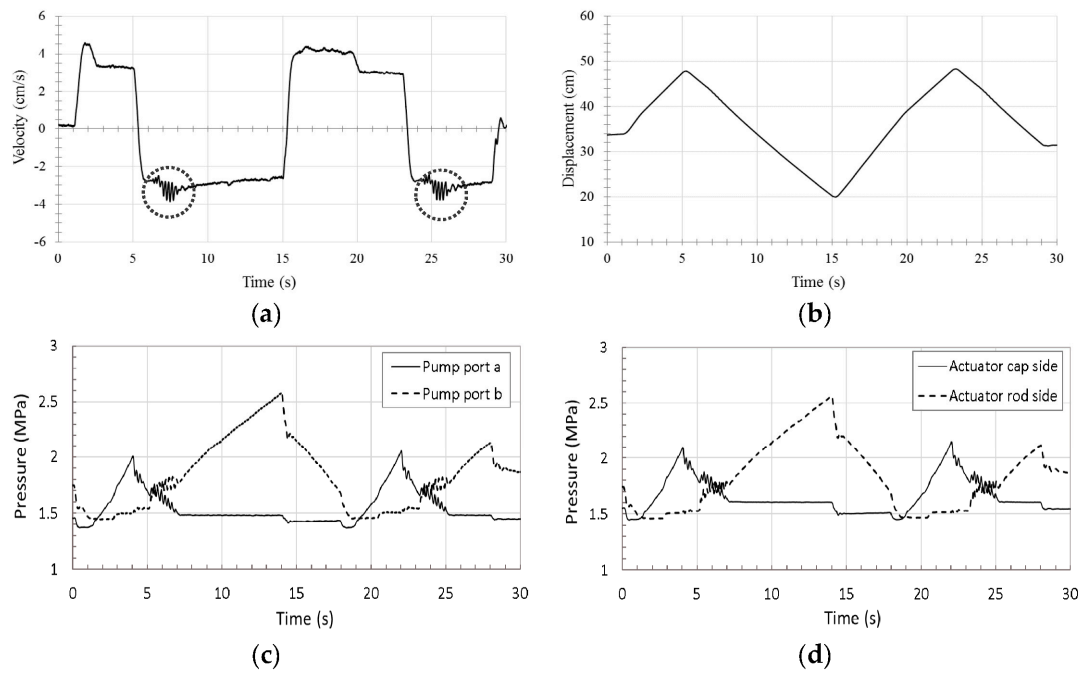 6
4
2
0
-2
-4
-6
Velocity (cm/s)
0 5 10 15 20 25 30
Time (s)
(a)
60
50
40
30
20
10
Displacement (cm)
0 5 10 15 20 25 30
Time (s)
(b)
3
2.5
2
1.5
1
Pressure (MPa)
Pump port a
Pump port b
0 5 10 15 20 25 30
Time (s)
(c)
3
2.5
2
1.5
1
Pressure (MPa)
Actuator cap side
Actuator rod side
0 5 10 15 20 25 30
Time (s)
(d)